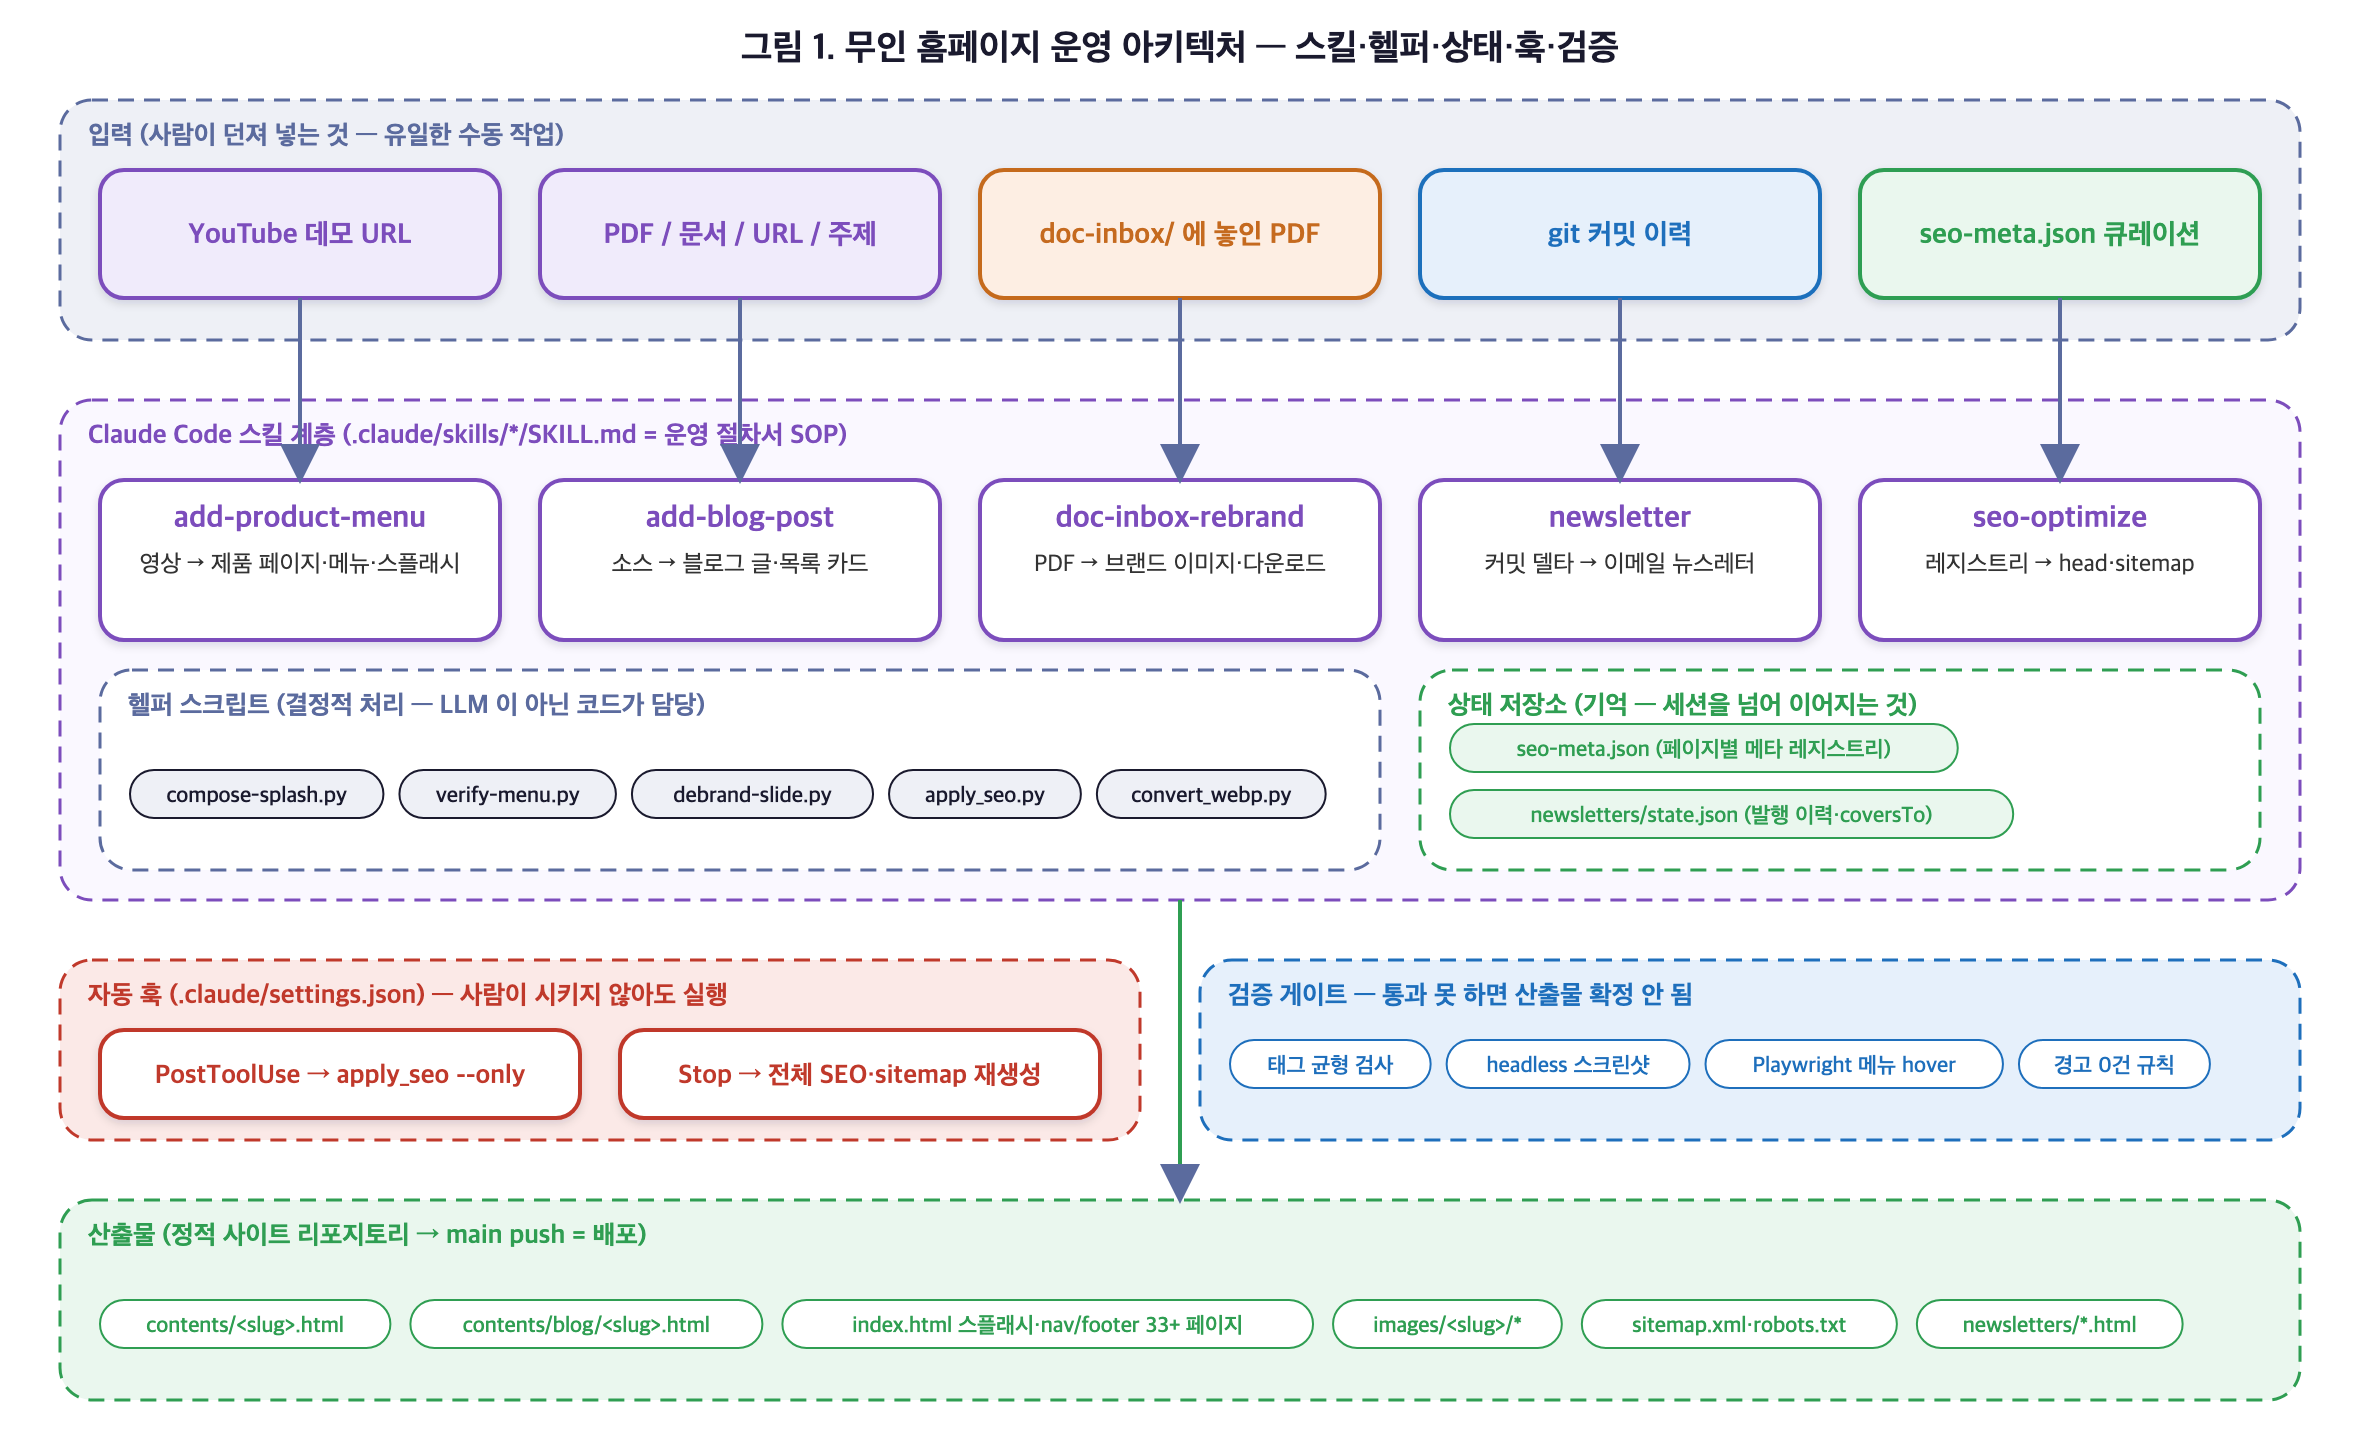 그림 1. 무인 홈페이지 운영 아키텍처 — 스킬·헬퍼·상태·훅·검증
입력 (사람이 던져 넣는 것 — 유일한 수동 작업)
YouTube 데모 URL
PDF / 문서 / URL / 주제
doc-inbox/ 에 놓인 PDF
git 커밋 이력
seo-meta.json 큐레이션
Claude Code 스킬 계층 (.claude/skills/*/SKILL.md = 운영 절차서 SOP)
add-product-menu
영상 → 제품 페이지·메뉴·스플래시
add-blog-post
소스 → 블로그 글·목록 카드
doc-inbox-rebrand
PDF → 브랜드 이미지·다운로드
newsletter
커밋 델타 → 이메일 뉴스레터
seo-optimize
레지스트리 → head·sitemap
헬퍼 스크립트 (결정적 처리 — LLM 이 아닌 코드가 담당)
compose-splash.py
verify-menu.py
debrand-slide.py
apply_seo.py
convert_webp.py
상태 저장소 (기억 — 세션을 넘어 이어지는 것)
seo-meta.json (페이지별 메타 레지스트리)
newsletters/state.json (발행 이력·coversTo)
자동 훅 (.claude/settings.json) — 사람이 시키지 않아도 실행
PostToolUse → apply_seo --only
Stop → 전체 SEO·sitemap 재생성
검증 게이트 — 통과 못 하면 산출물 확정 안 됨
태그 균형 검사
headless 스크린샷
Playwright 메뉴 hover
경고 0건 규칙
산출물 (정적 사이트 리포지토리 → main push = 배포)
contents/<slug>.html
contents/blog/<slug>.html
index.html 스플래시·nav/footer 33+ 페이지
images/<slug>/*
sitemap.xml·robots.txt
newsletters/*.html